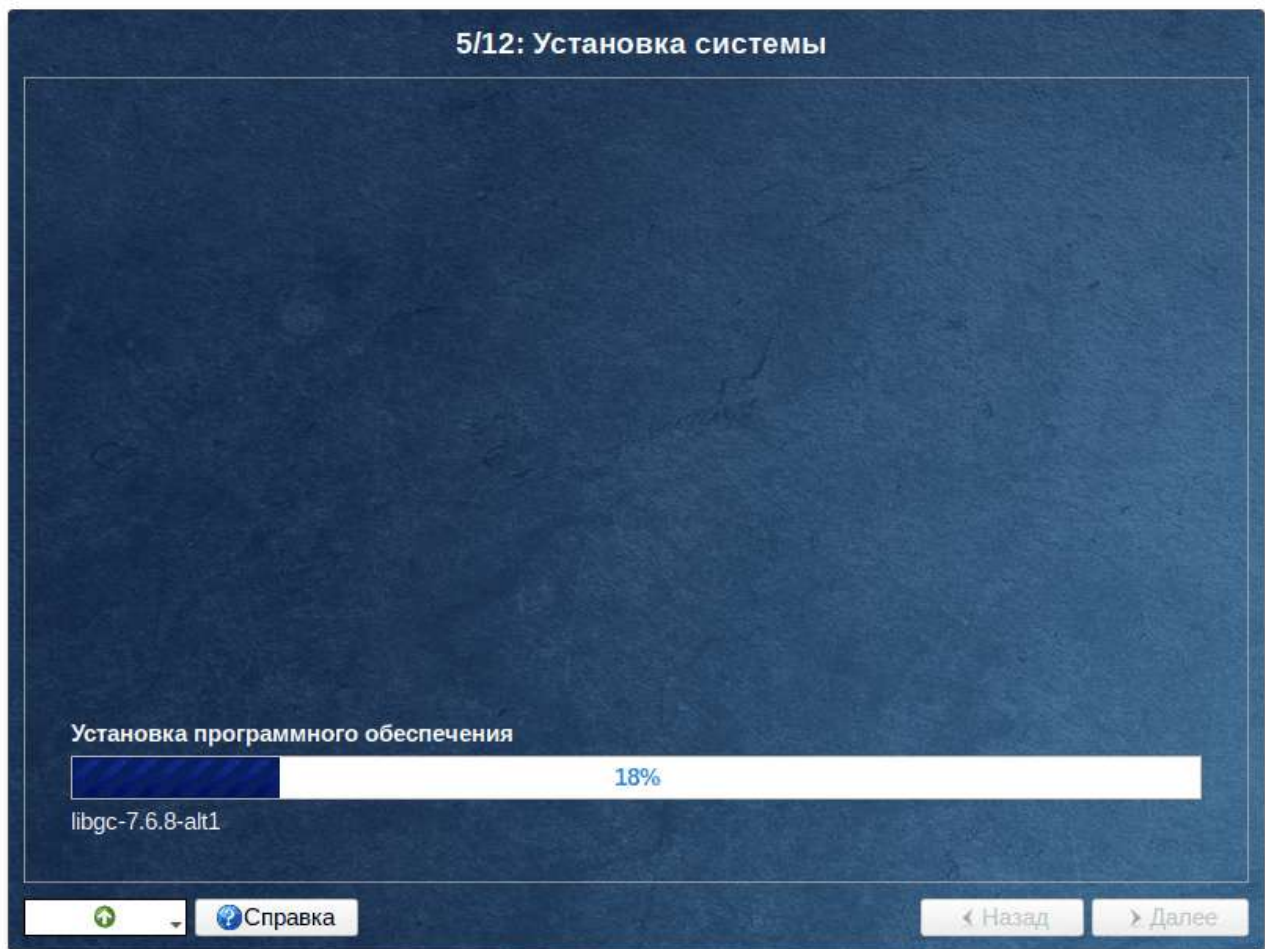 5/12: Установка системы
Установка программного обеспечения
18%
libgc-7.6.8-alt1
Справка
Назад
Далее